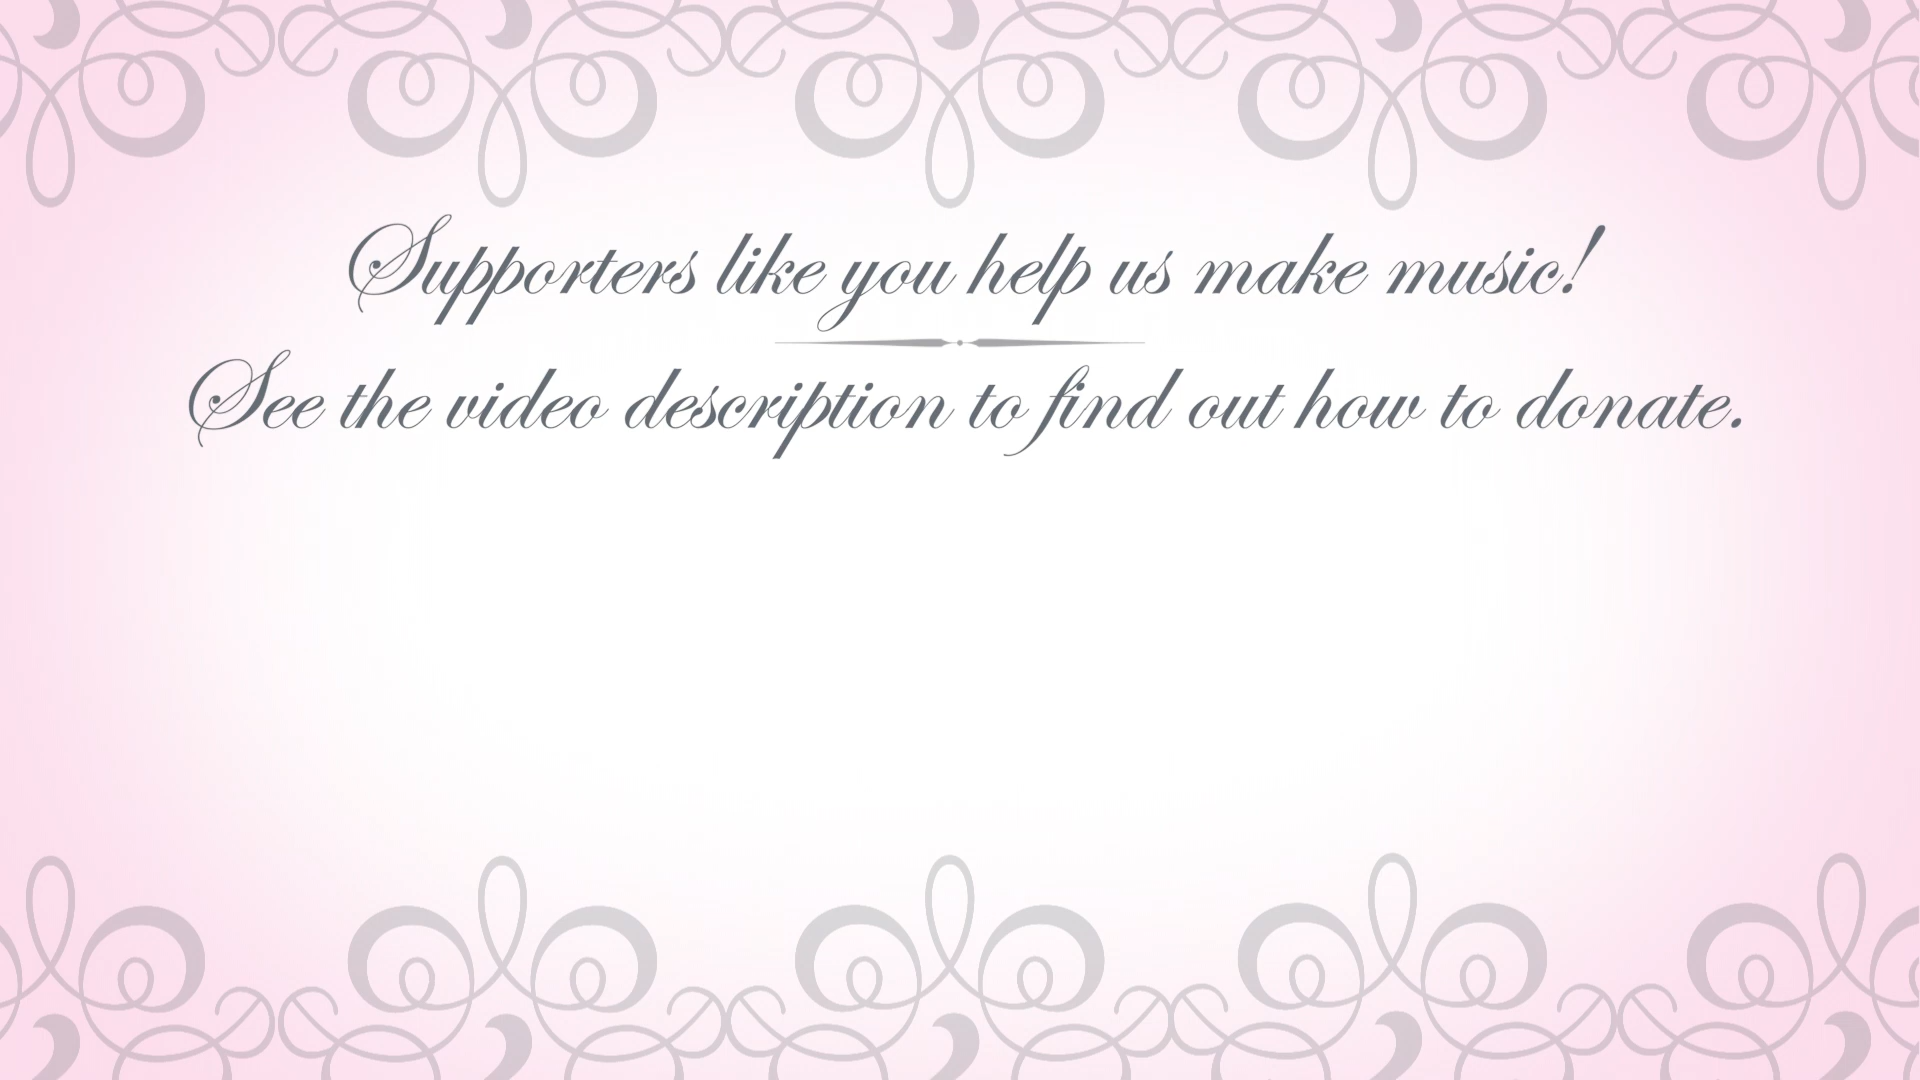 Supporters like you help us make music!
See the video description to find out how to donate.